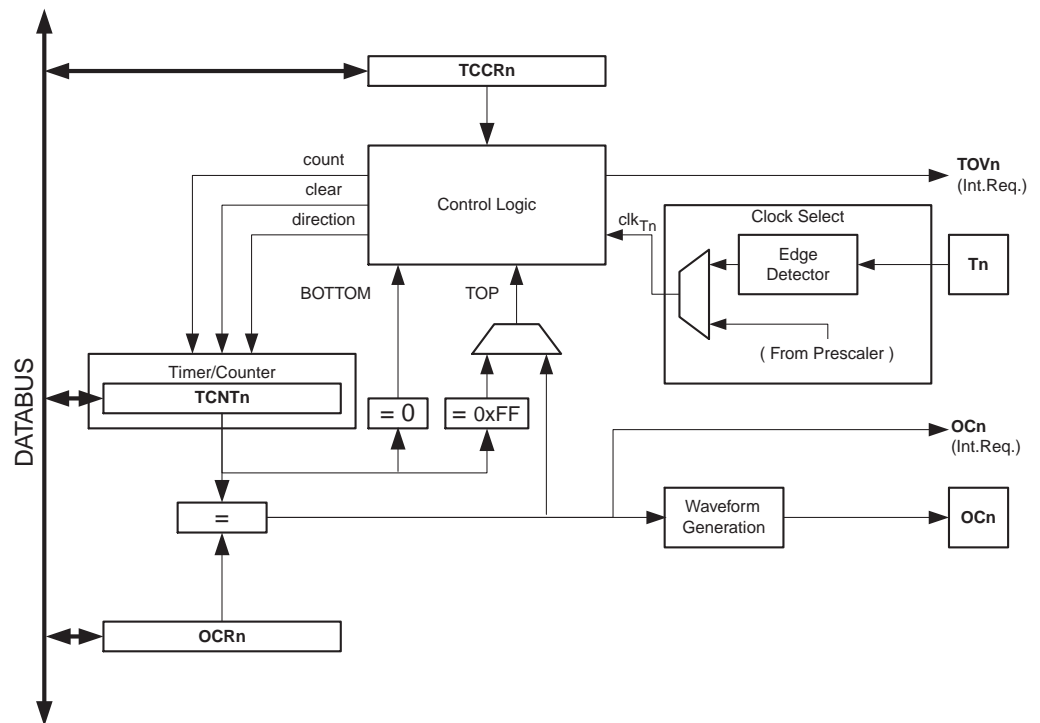 TCCRn
count
clear
direction
Control Logic
TOVn
(Int.Req.)
clkTn
Clock Select
Edge
Detector
Tn
( From Prescaler )
BOTTOM
TOP
Timer/Counter
TCNTn
= 0
= 0xFF
DATABUS
OCn
(Int.Req.)
=
Waveform
Generation
OCn
OCRn